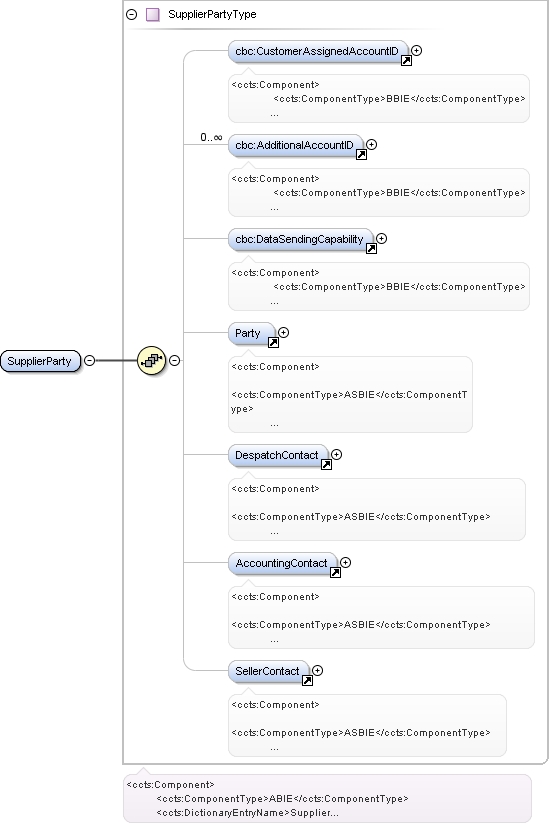 SupplierPartyType
cbc:CustomerAssignedAccountID
<ccts:Component>
<ccts:ComponentType>BBIE</ccts:ComponentType>
...
0..∞
cbc:AdditionalAccountID
<ccts:Component>
<ccts:ComponentType>BBIE</ccts:ComponentType>
...
cbc:DataSendingCapability
<ccts:Component>
<ccts:ComponentType>BBIE</ccts:ComponentType>
...
Party
<ccts:Component>
<ccts:ComponentType>ASBIE</ccts:ComponentT
ype>
...
SupplierParty
DespatchContact
<ccts:Component>
<ccts:ComponentType>ASBIE</ccts:ComponentType>
...
AccountingContact
<ccts:Component>
<ccts:ComponentType>ASBIE</ccts:ComponentType>
...
SellerContact
<ccts:Component>
<ccts:ComponentType>ASBIE</ccts:ComponentType>
...
<ccts:Component>
<ccts:ComponentType>ABIE</ccts:ComponentType>
<ccts:DictionaryEntryName>Supplier...